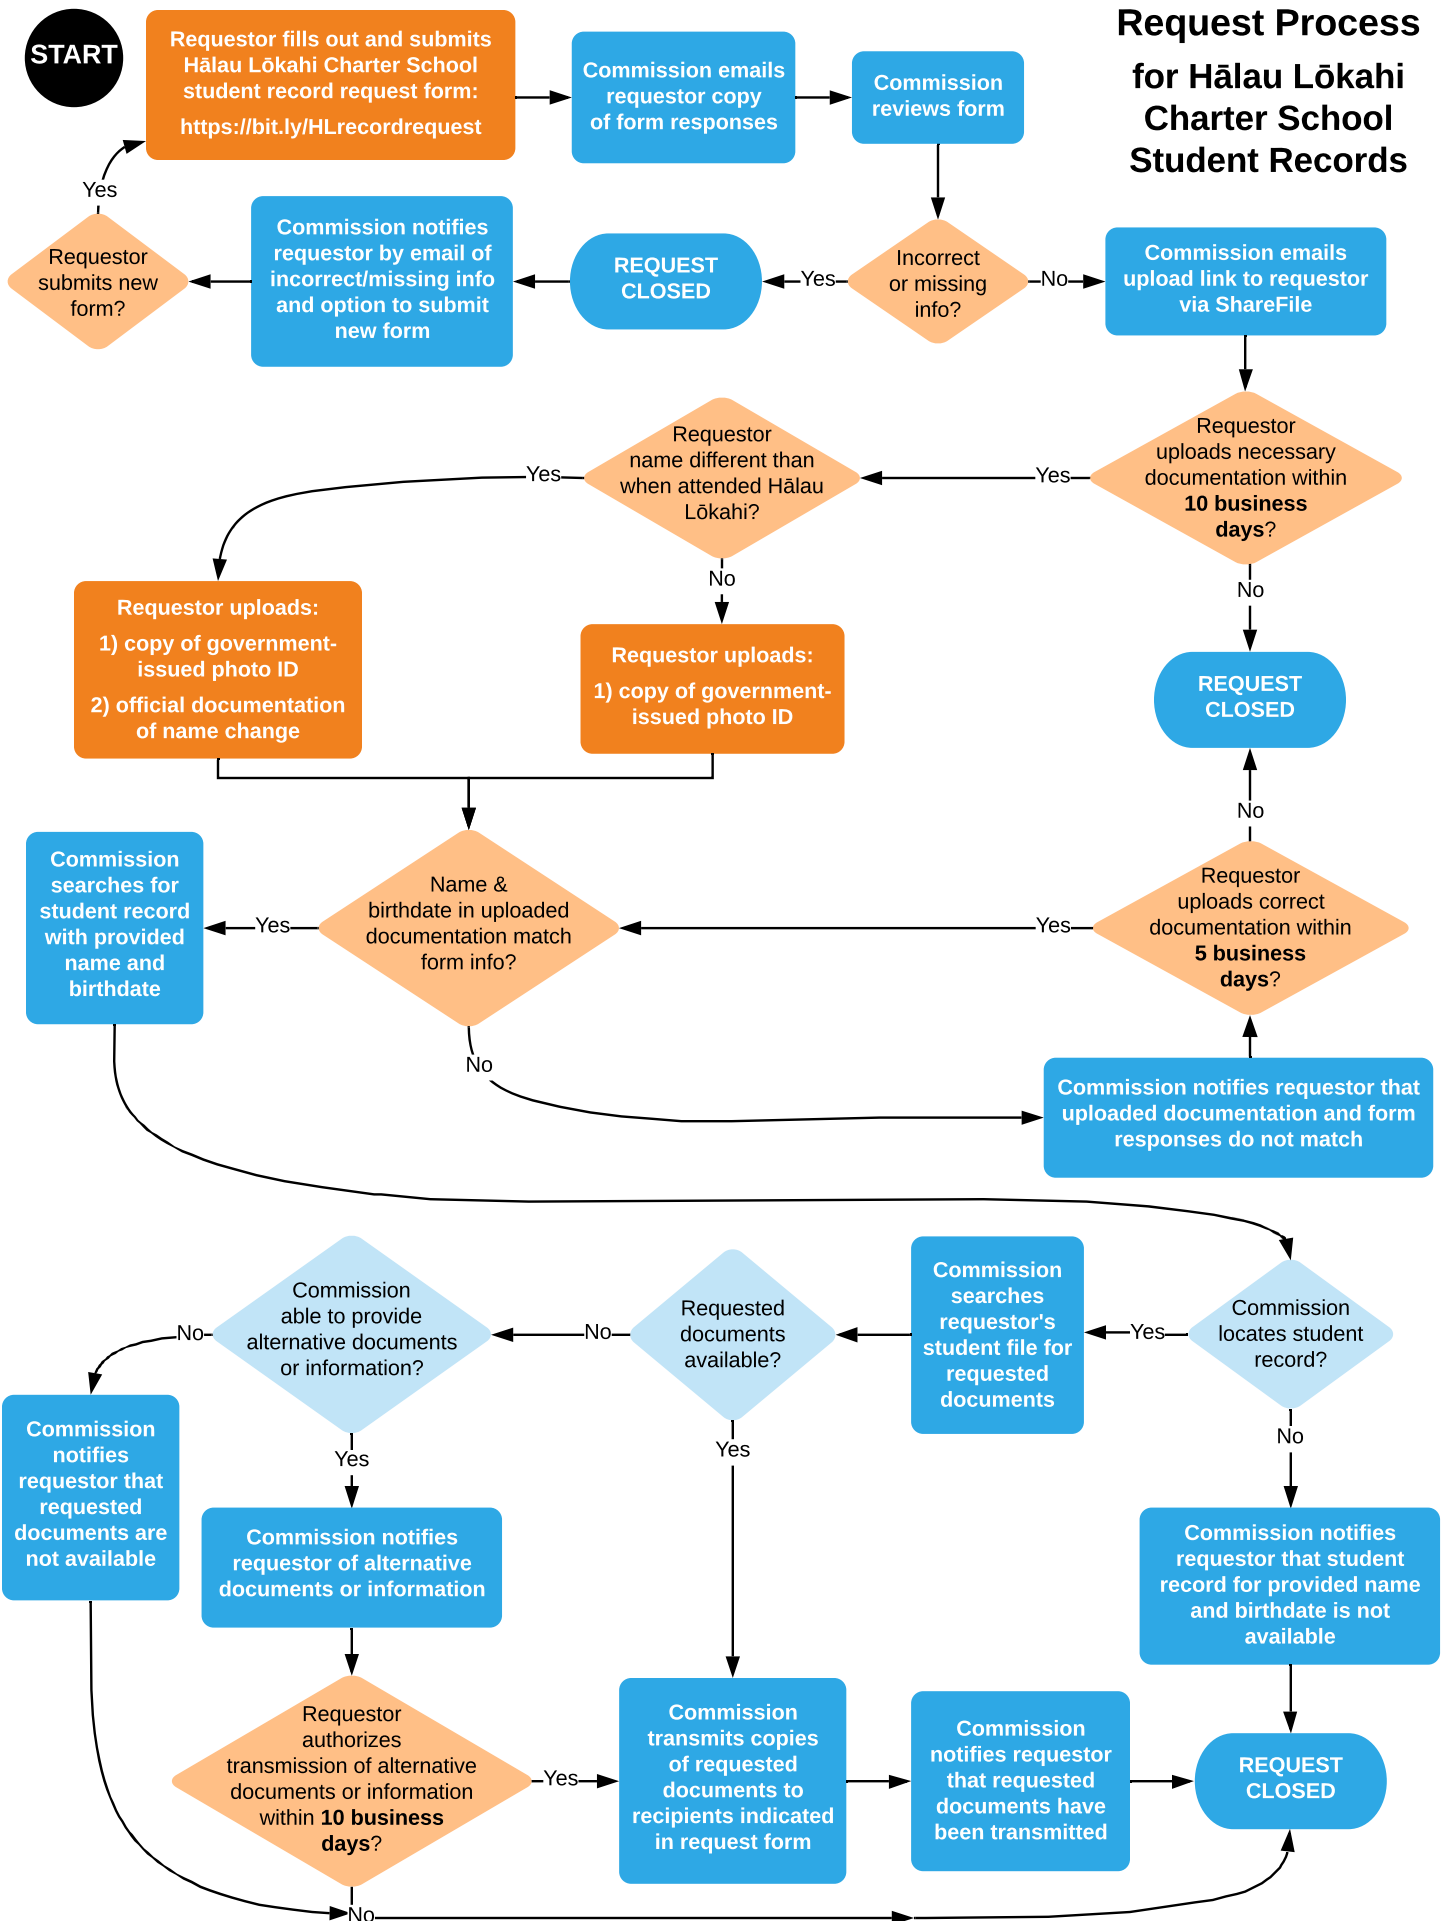 START
Requestor fills out and submits
Hālau Lōkahi Charter School
student record request form:
https://bit.ly/HLrecordrequest
Commission emails
requestor copy
of form responses
Commission
reviews form
Request Process
for Hālau Lōkahi
Charter School
Student Records
Yes
Requestor
submits new
form?
Commission notifies
requestor by email of
incorrect/missing info
and option to submit
new form
REQUEST
CLOSED
Yes
Incorrect
or missing
info?
No
Commission emails
upload link to requestor
via ShareFile
Yes
Requestor
name different than
when attended Hālau
Lōkahi?
Yes
Requestor
uploads necessary
documentation within
10 business
days?
No
No
Requestor uploads:
1) copy of government-
issued photo ID
2) official documentation
of name change
Requestor uploads:
1) copy of government-
issued photo ID
REQUEST
CLOSED
No
Commission
searches for
student record
with provided
name and
birthdate
Yes
Name &
birthdate in uploaded
documentation match
form info?
Yes
Requestor
uploads correct
documentation within
5 business
days?
No
Commission notifies requestor that
uploaded documentation and form
responses do not match
No
Commission
able to provide
alternative documents
or information?
No
Requested
documents
available?
Commission
searches
requestor's
student file for
requested
documents
Yes
Commission
locates student
record?
Commission
notifies
requestor that
requested
documents are
not available
Yes
Yes
No
Commission notifies
requestor of alternative
documents or information
Commission notifies
requestor that student
record for provided name
and birthdate is not
available
Requestor
authorizes
transmission of alternative
documents or information
within 10 business
days?
Yes
Commission
transmits copies
of requested
documents to
recipients indicated
in request form
Commission
notifies requestor
that requested
documents have
been transmitted
REQUEST
CLOSED
No